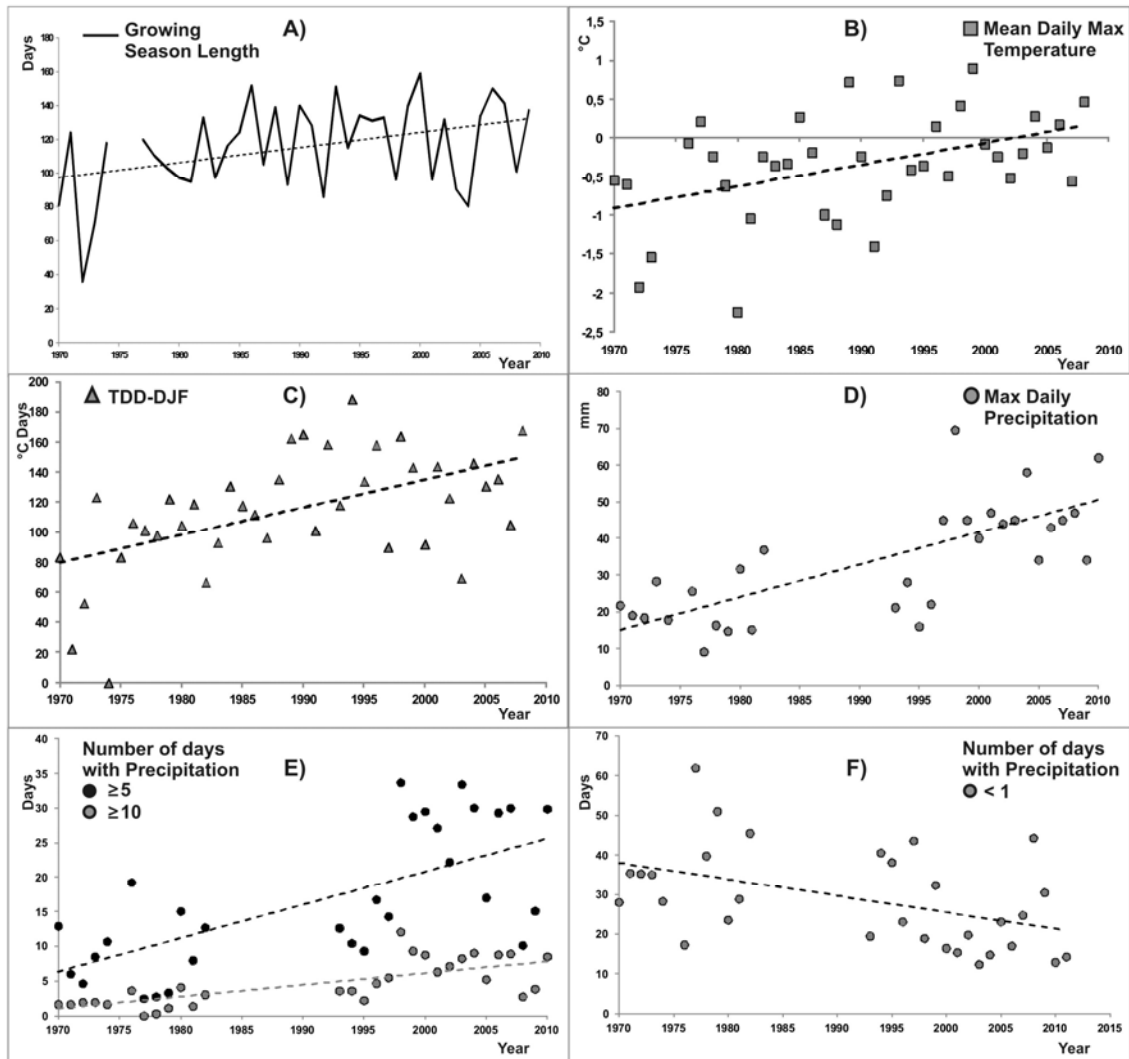 Growing
Season Length
A)
Days
180
160
140
120
100
80
60
40
20
0
1970 1975 1980 1985 1990 1995 2000 2005 2010
Year
B)
Mean Daily Max
Temperature
°C
1,5
1
0,5
0
-0,5
-1
-1,5
-2
-2,5
1970 1975 1980 1985 1990 1995 2000 2005 2010
Year
TDD-DJF
C)
°C Days
200
180
160
140
120
100
80
60
40
20
0
1970 1975 1980 1985 1990 1995 2000 2005 2010
Year
D)
Max Daily
Precipitation
mm
80
70
60
50
40
30
20
10
0
1970 1975 1980 1985 1990 1995 2000 2005 2010
Year
Number of days
with Precipitation
≥5
≥10
E)
Days
40
35
30
25
20
15
10
5
0
1970 1975 1980 1985 1990 1995 2000 2005 2010
Year
F)
Number of days
with Precipitation
< 1
Days
70
60
50
40
30
20
10
0
1970 1975 1980 1985 1990 1995 2000 2005 2010 2015
Year